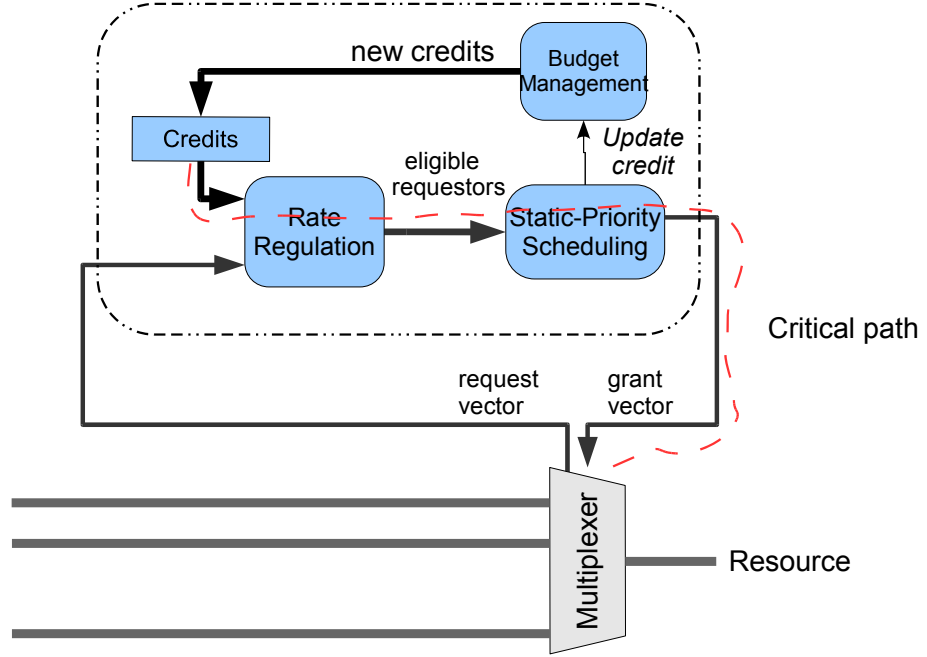 new credits
Budget
Management
Credits
Update
credit
eligible
requestors
Rate
Regulation
Static-Priority
Scheduling
Critical path
request
vector
grant
vector
Multiplexer
Resource